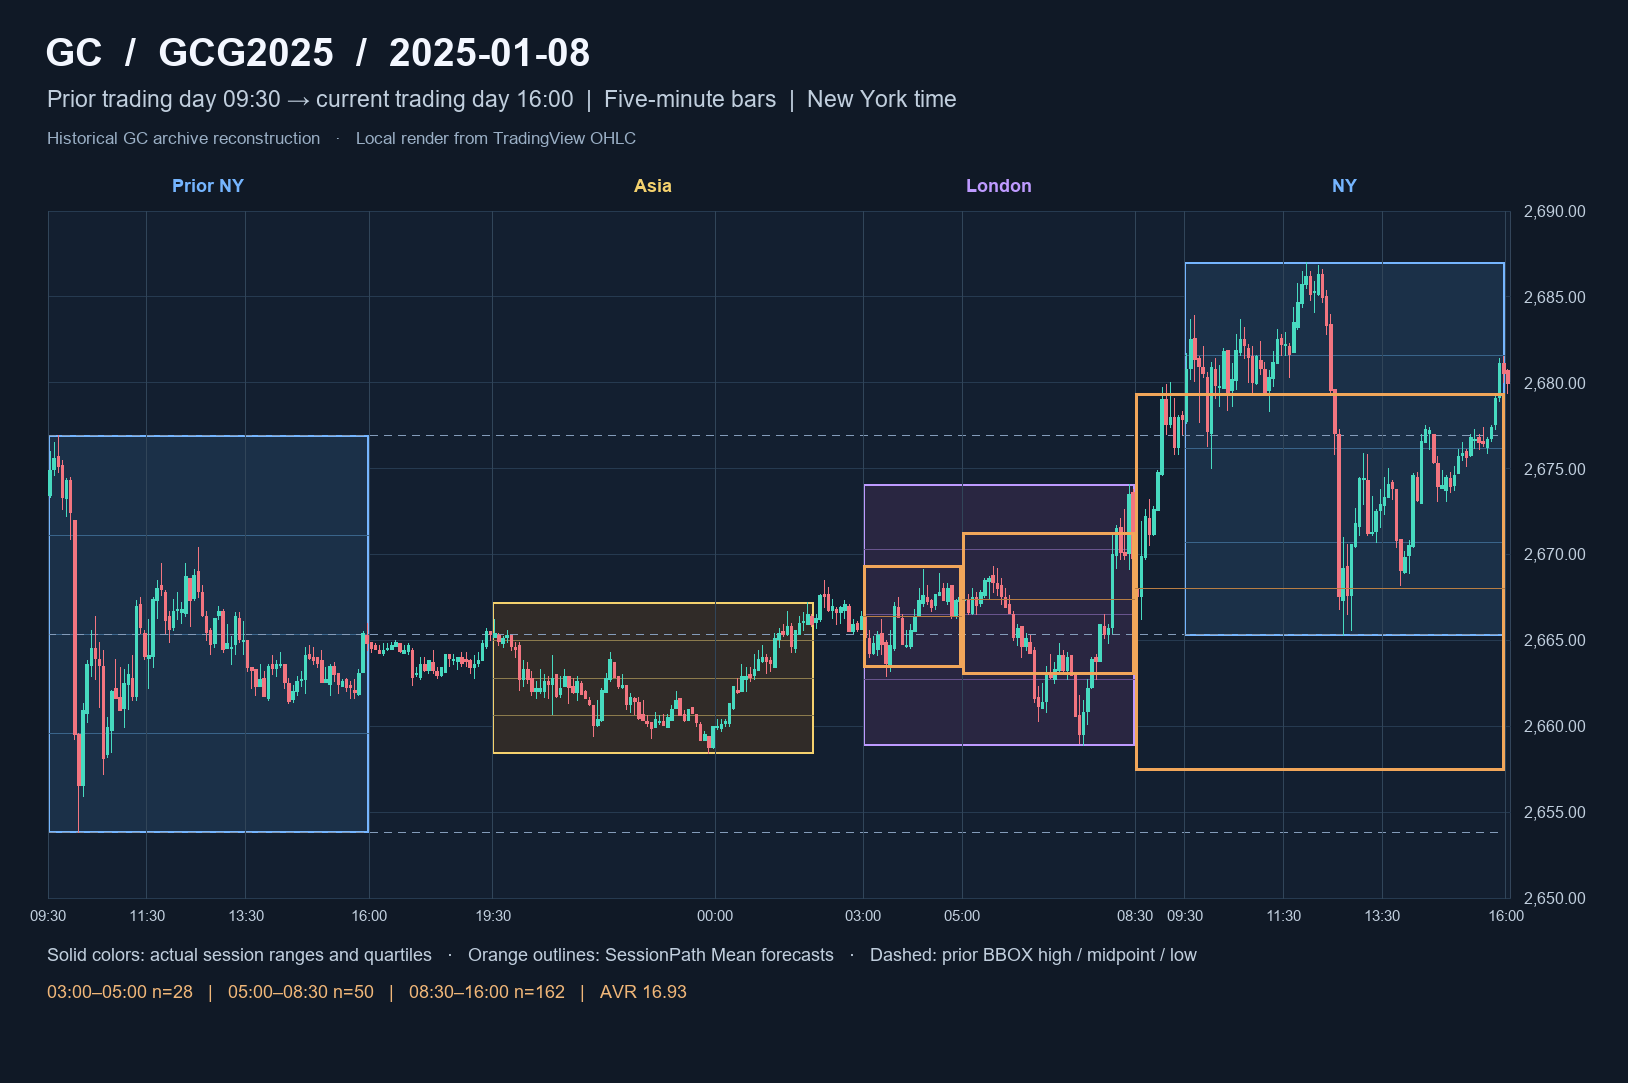 GC / GCG2025 / 2025-01-08
Prior trading day 09:30 → current trading day 16:00 | Five-minute bars | New York time
Historical GC archive reconstruction · Local render from TradingView OHLC
Prior NY Asia London NY
2,690.00
2,685.00
2,680.00
2,675.00
2,670.00
2,665.00
2,660.00
2,655.00
2,650.00
09:30 11:30 13:30 16:00 19:30 00:00 03:00 05:00 08:30 09:30 11:30 13:30 16:00
Solid colors: actual session ranges and quartiles · Orange outlines: SessionPath Mean forecasts · Dashed: prior BBOX high / midpoint / low
03:00–05:00 n=28 | 05:00–08:30 n=50 | 08:30–16:00 n=162 | AVR 16.93